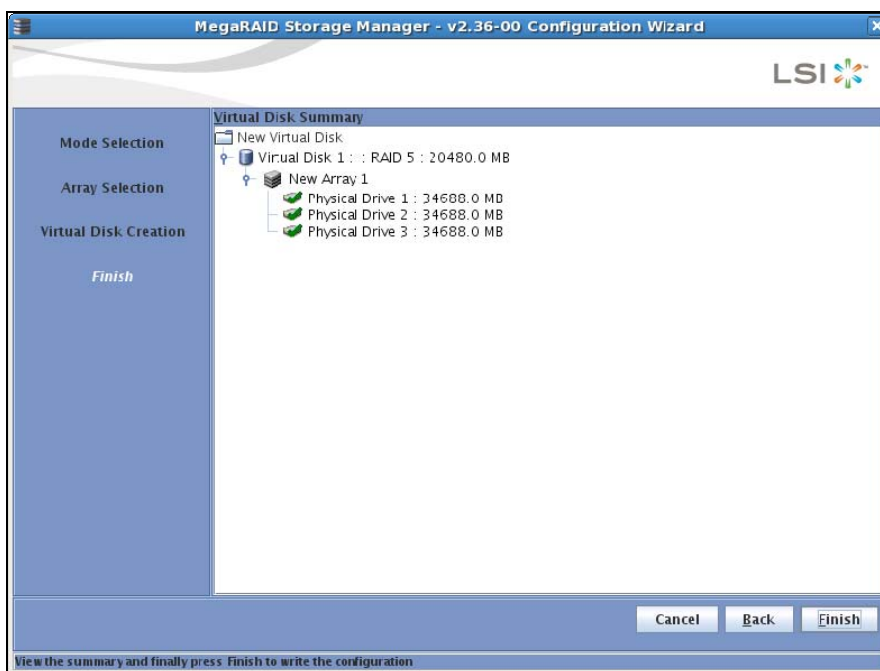 MegaRAID Storage Manager - v2.36-00 Configuration Wizard
LSI
Mode Selection
Array Selection
Virtual Disk Creation
Finish
Virtual Disk Summary
New Virtual Disk
Virtual Disk 1 : : RAID 5 : 20480.0 MB
New Array 1
Physical Drive 1 : 34688.0 MB
Physical Drive 2 : 34688.0 MB
Physical Drive 3 : 34688.0 MB
Cancel
Back
Finish
View the summary and finally press Finish to write the configuration